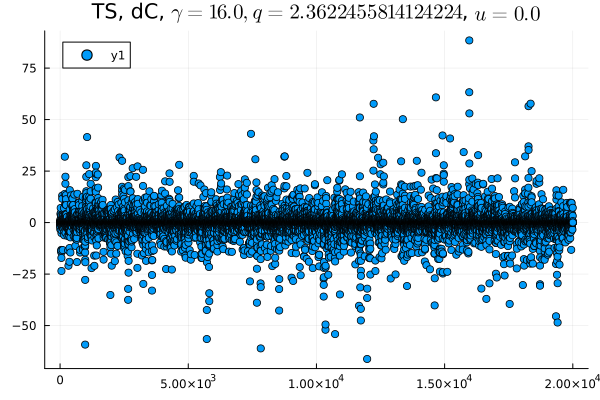 TS, dC, γ = 16.0, q = 2.3622455814124224, u = 0.0
y1
75
50
25
0
−25
−50
0 5.00×10³ 1.00×10⁴ 1.50×10⁴ 2.00×10⁴